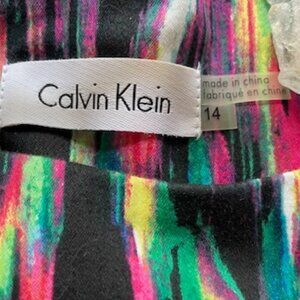 Calvin Klein
made in china
fabriqué en chine
14